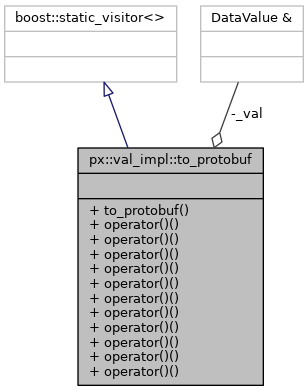 boost::static_visitor<>
DataValue &
-_val
px::val_impl::to_protobuf
+ to_protobuf()
+ operator()()
+ operator()()
+ operator()()
+ operator()()
+ operator()()
+ operator()()
+ operator()()
+ operator()()
+ operator()()
+ operator()()
+ operator()()